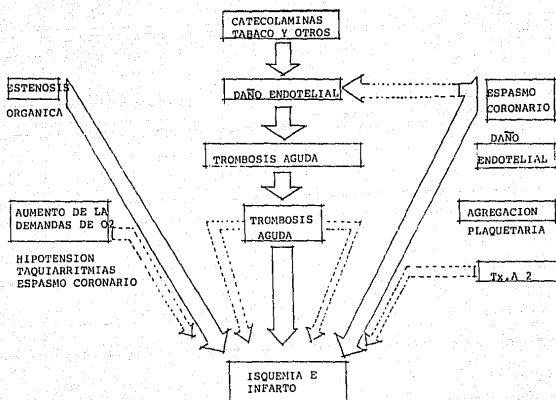 CATECOLAMINAS
TABACO Y OTROS
ESTENOSIS
ORGANICA
DAÑO ENDOTELIAL
ESPASMO
CORONARIO
DAÑO
ENDOTELIAL
TROMBOSIS AGUDA
AUMENTO DE LA
DEMANDAS DE O2
HIPOTENSION
TAQUIARRITMIAS
ESPASMO CORONARIO
TROMBOSIS
AGUDA
AGREGACION
PLAQUETARIA
Tx.A 2
ISQUEMIA E
INFARTO